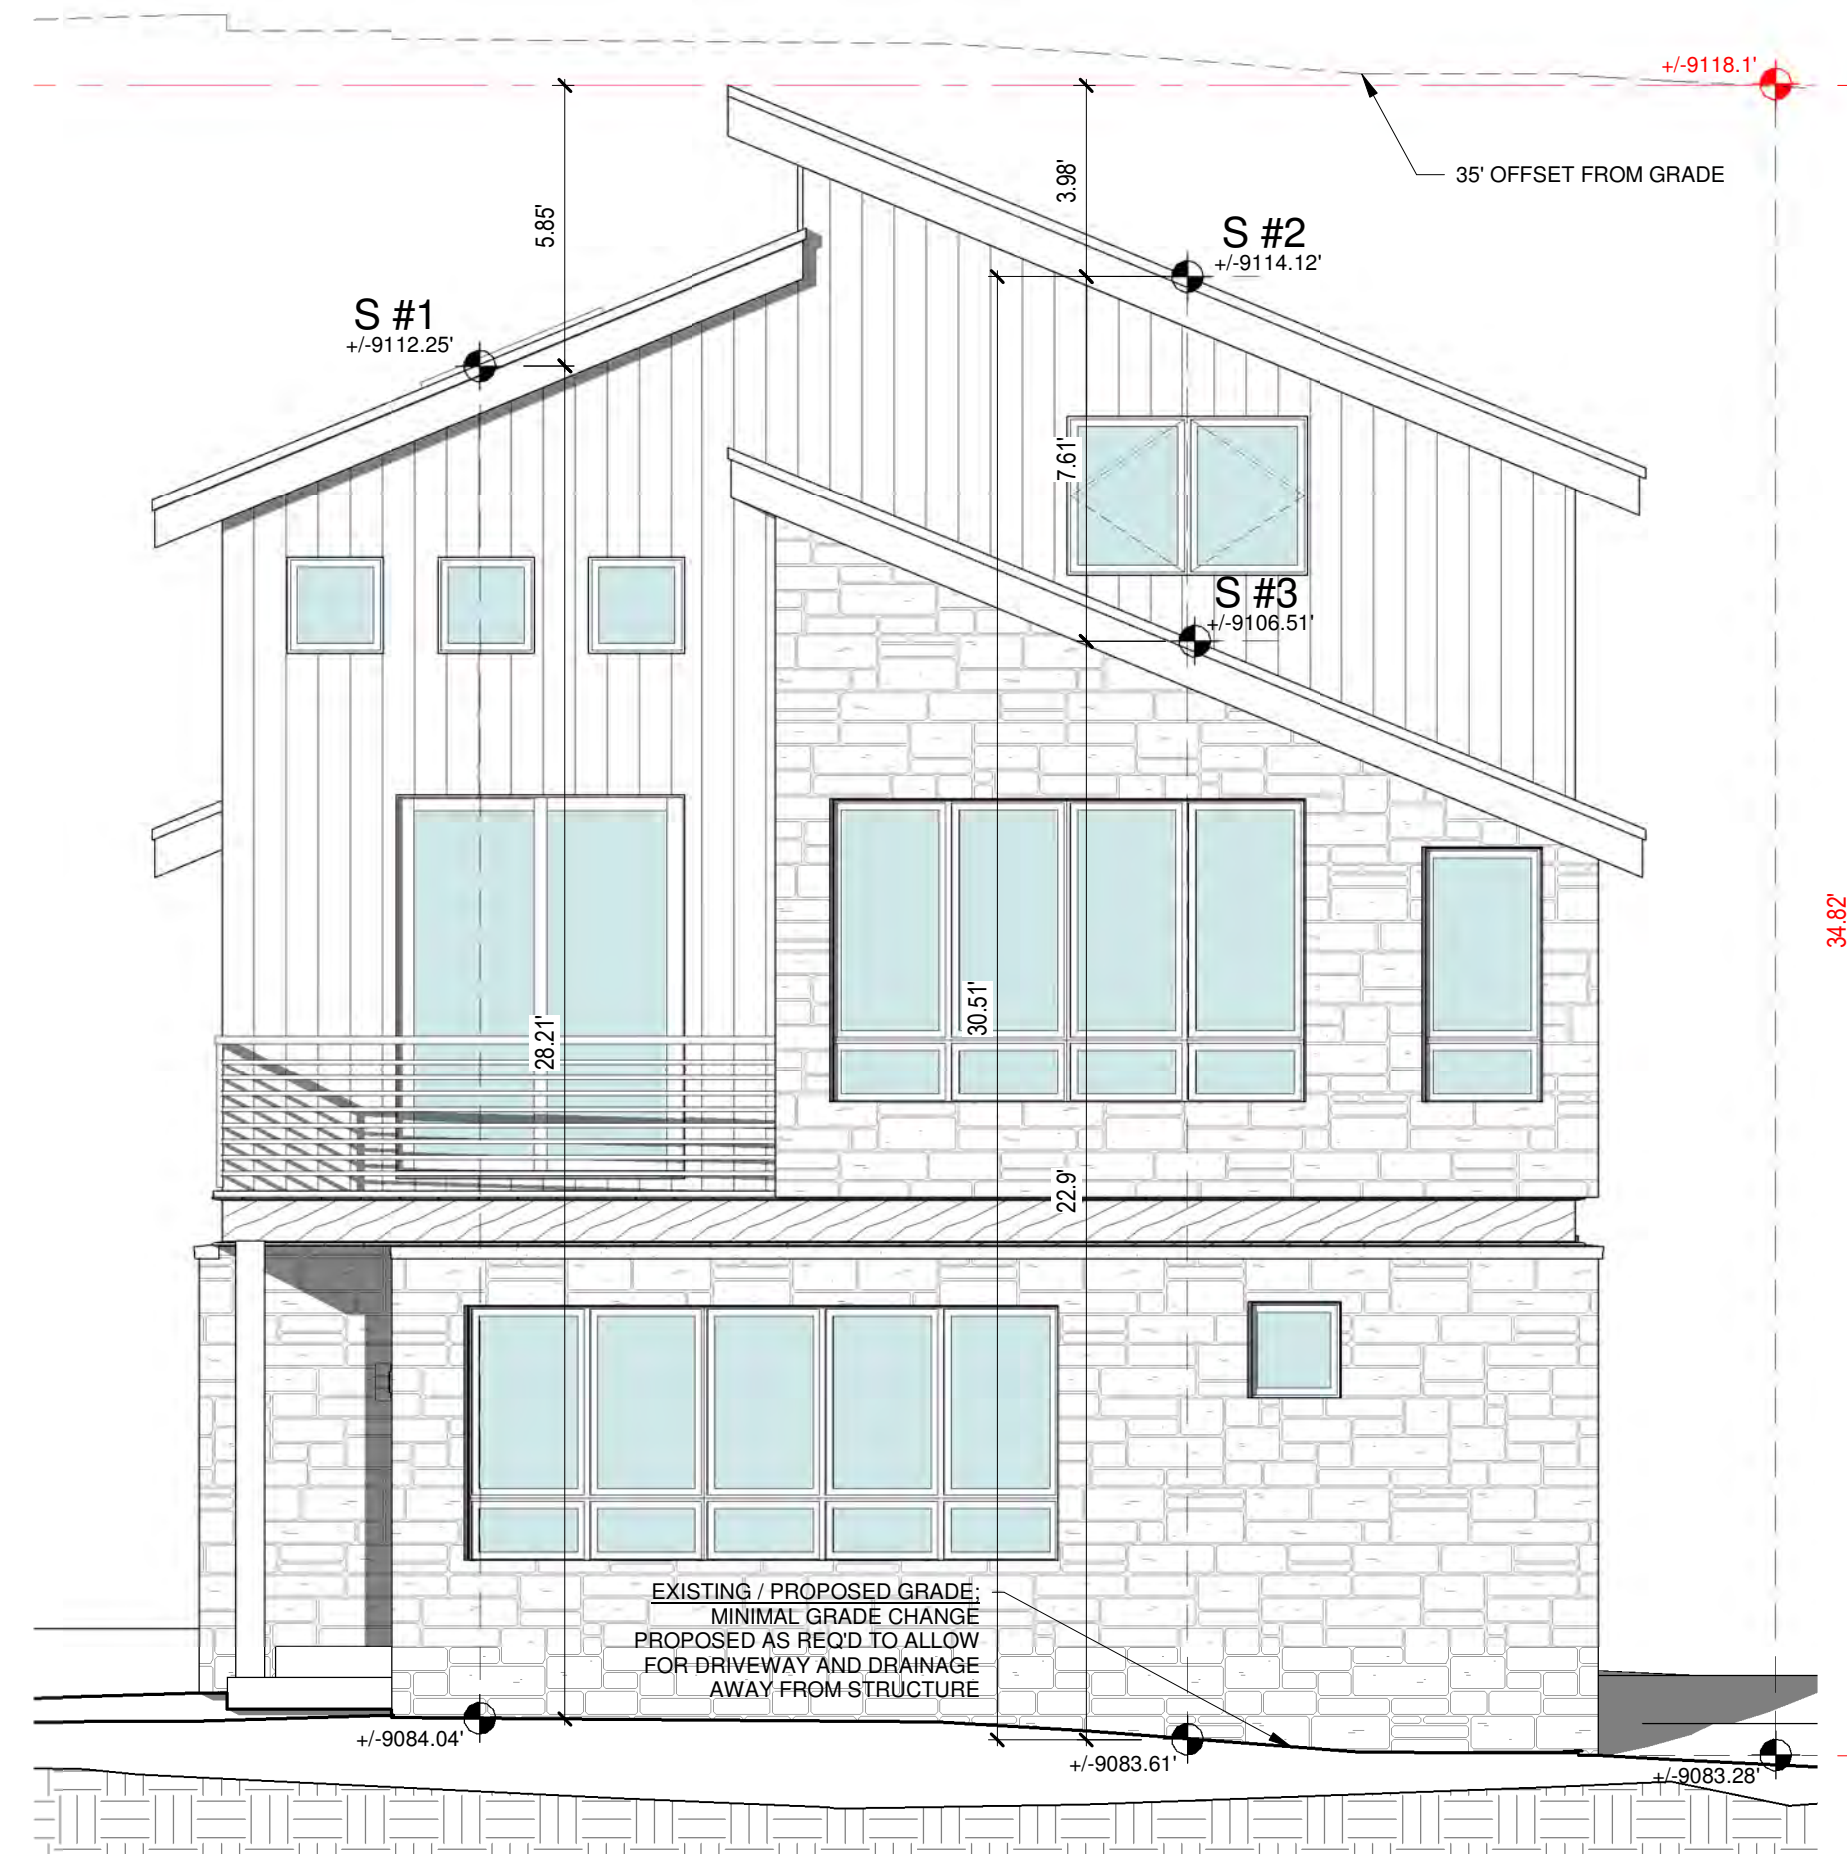 +/-9118.1'
35' OFFSET FROM GRADE
3.98'
5.85'
S #2
+/-9114.12'
S #1
+/-9112.25'
7.61'
S #3
+/-9106.51'
34.82'
30.51'
28.21'
22.9'
EXISTING / PROPOSED GRADE;
MINIMAL GRADE CHANGE
PROPOSED AS REQ'D TO ALLOW
FOR DRIVEWAY AND DRAINAGE
AWAY FROM STRUCTURE
+/-9084.04'
+/-9083.61'
+/-9083.28'